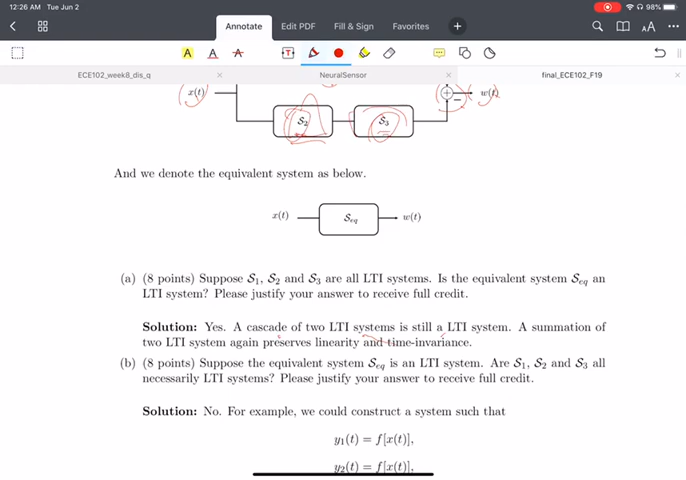 12:26 AM Tue Jun 2
98%
Annotate Edit PDF Fill & Sign Favorites +
A A A T
AA
ECE102_week8_dis_q × NeuralSensor × final_ECE102_F19 ×
x(t) S2 S3 + − w(t)
And we denote the equivalent system as below.
x(t) Seq w(t)
(a) (8 points) Suppose S1, S2 and S3 are all LTI systems. Is the equivalent system Seq an
LTI system? Please justify your answer to receive full credit.
Solution: Yes. A cascade of two LTI systems is still a LTI system. A summation of
two LTI system again preserves linearity and time-invariance.
(b) (8 points) Suppose the equivalent system Seq is an LTI system. Are S1, S2 and S3 all
necessarily LTI systems? Please justify your answer to receive full credit.
Solution: No. For example, we could construct a system such that
y1(t) = f[x(t)],
y2(t) = f[x(t)],